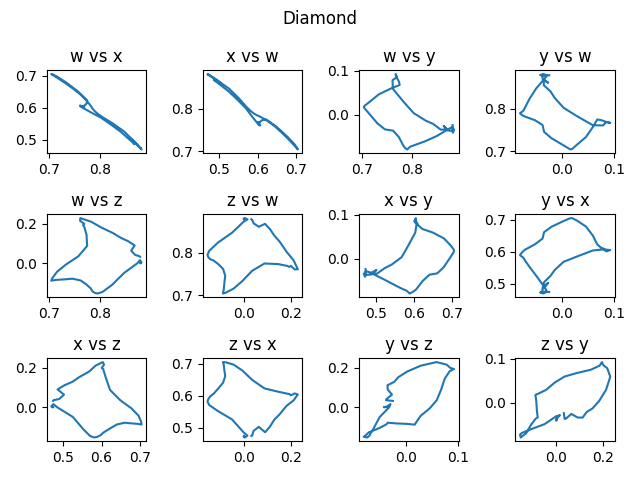 Diamond
w vs x
x vs w
w vs y
y vs w
0.7
0.6
0.5
0.7 0.8
0.8
0.7
0.5 0.6 0.7
0.1
0.0
0.7 0.8
0.8
0.7
0.0 0.1
w vs z
z vs w
x vs y
y vs x
0.2
0.0
0.7 0.8
0.8
0.7
0.0 0.2
0.1
0.0
0.5 0.6 0.7
0.7
0.6
0.5
0.0 0.1
x vs z
z vs x
y vs z
z vs y
0.2
0.0
0.5 0.6 0.7
0.7
0.6
0.5
0.0 0.2
0.2
0.0
0.0 0.1
0.1
0.0
0.0 0.2